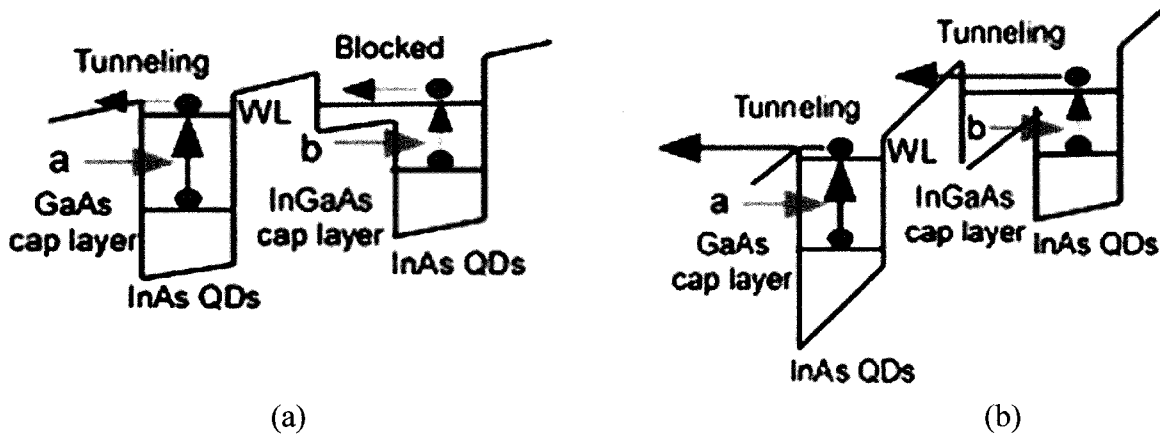 Tunneling
Blocked
WL
a
b
GaAs
cap layer
InGaAs
cap layer
InAs QDs
InAs QDs
(a)
Tunneling
Tunneling
WL
b
a
InGaAs
cap layer
GaAs
cap layer
InAs QDs
InAs QDs
(b)